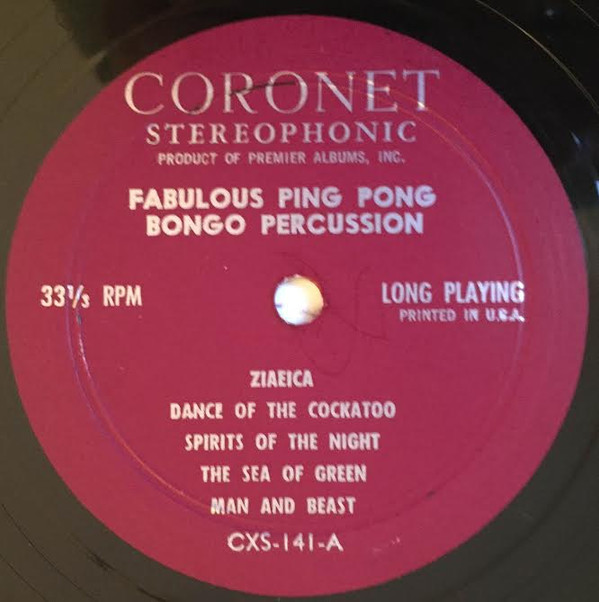 CORONET
STEREOPHONIC
PRODUCT OF PREMIER ALBUMS, INC.
FABULOUS PING PONG
BONGO PERCUSSION
33⅓ RPM
LONG PLAYING
PRINTED IN U.S.A.
ZIAEICA
DANCE OF THE COCKATOO
SPIRITS OF THE NIGHT
THE SEA OF GREEN
MAN AND BEAST
CXS-141-A